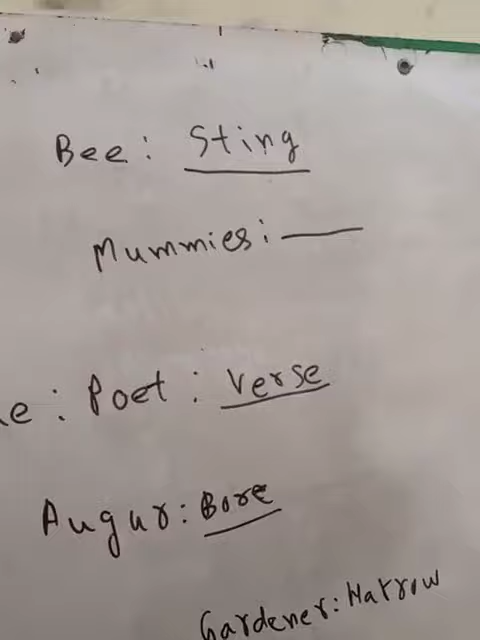 Bee: Sting
Mummies: —
e: Poet: Verse
Augur: Bore
Gardener: Harrow